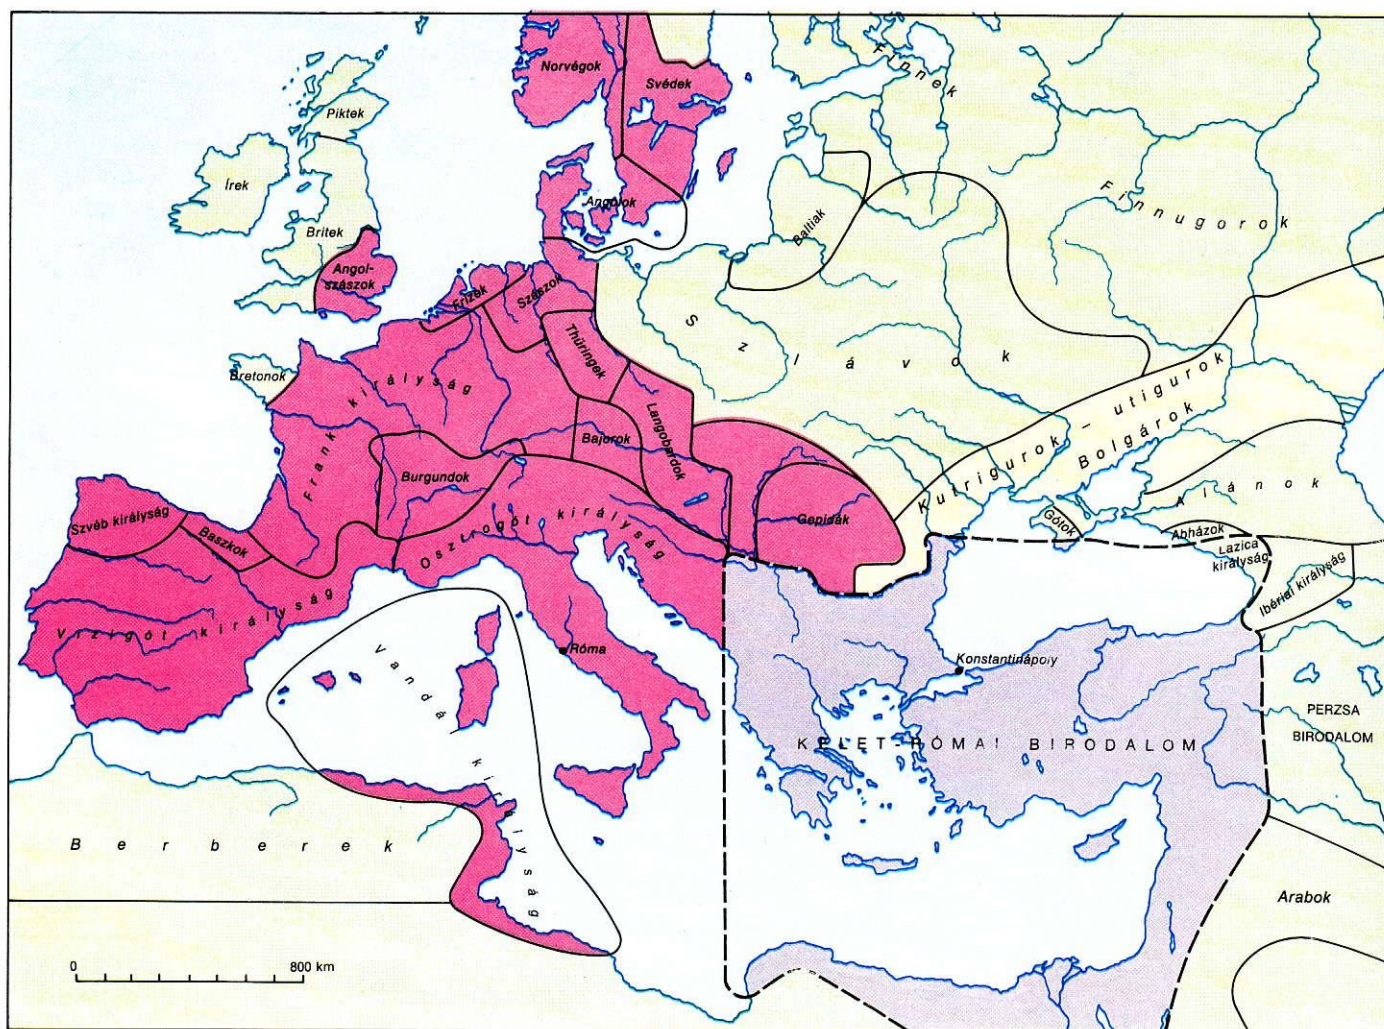 Norvégok
Svédek
Finnek
Piktek
Írek
Angólok
Finnugorok
Britek
Baltiak
Angol-
szászok
Frízek
Szászok
Szlávok
Thüringek
Bretonok
Frank királyság
Langobardok
Kutrigurok – utigurok
Bolgárok
Bajorok
Burgundok
Alánok
Szvéb királyság
Baszkok
Osztrogót királyság
Gepidák
Gótok
Abházok
Lazica
királyság
Ibériai királyság
Vizigót királyság
Vandál királyság
Róma
Konstantinápoly
PERZSA
BIRODALOM
KELET-RÓMAI BIRODALOM
Berberek
Arabok
0 800 km